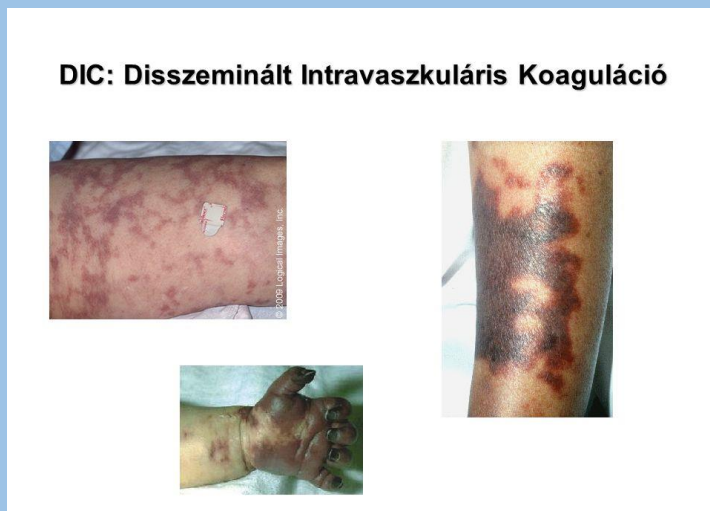 DIC: Disszeminált Intravaszkuláris Koaguláció
© 2009 Logical Images, Inc